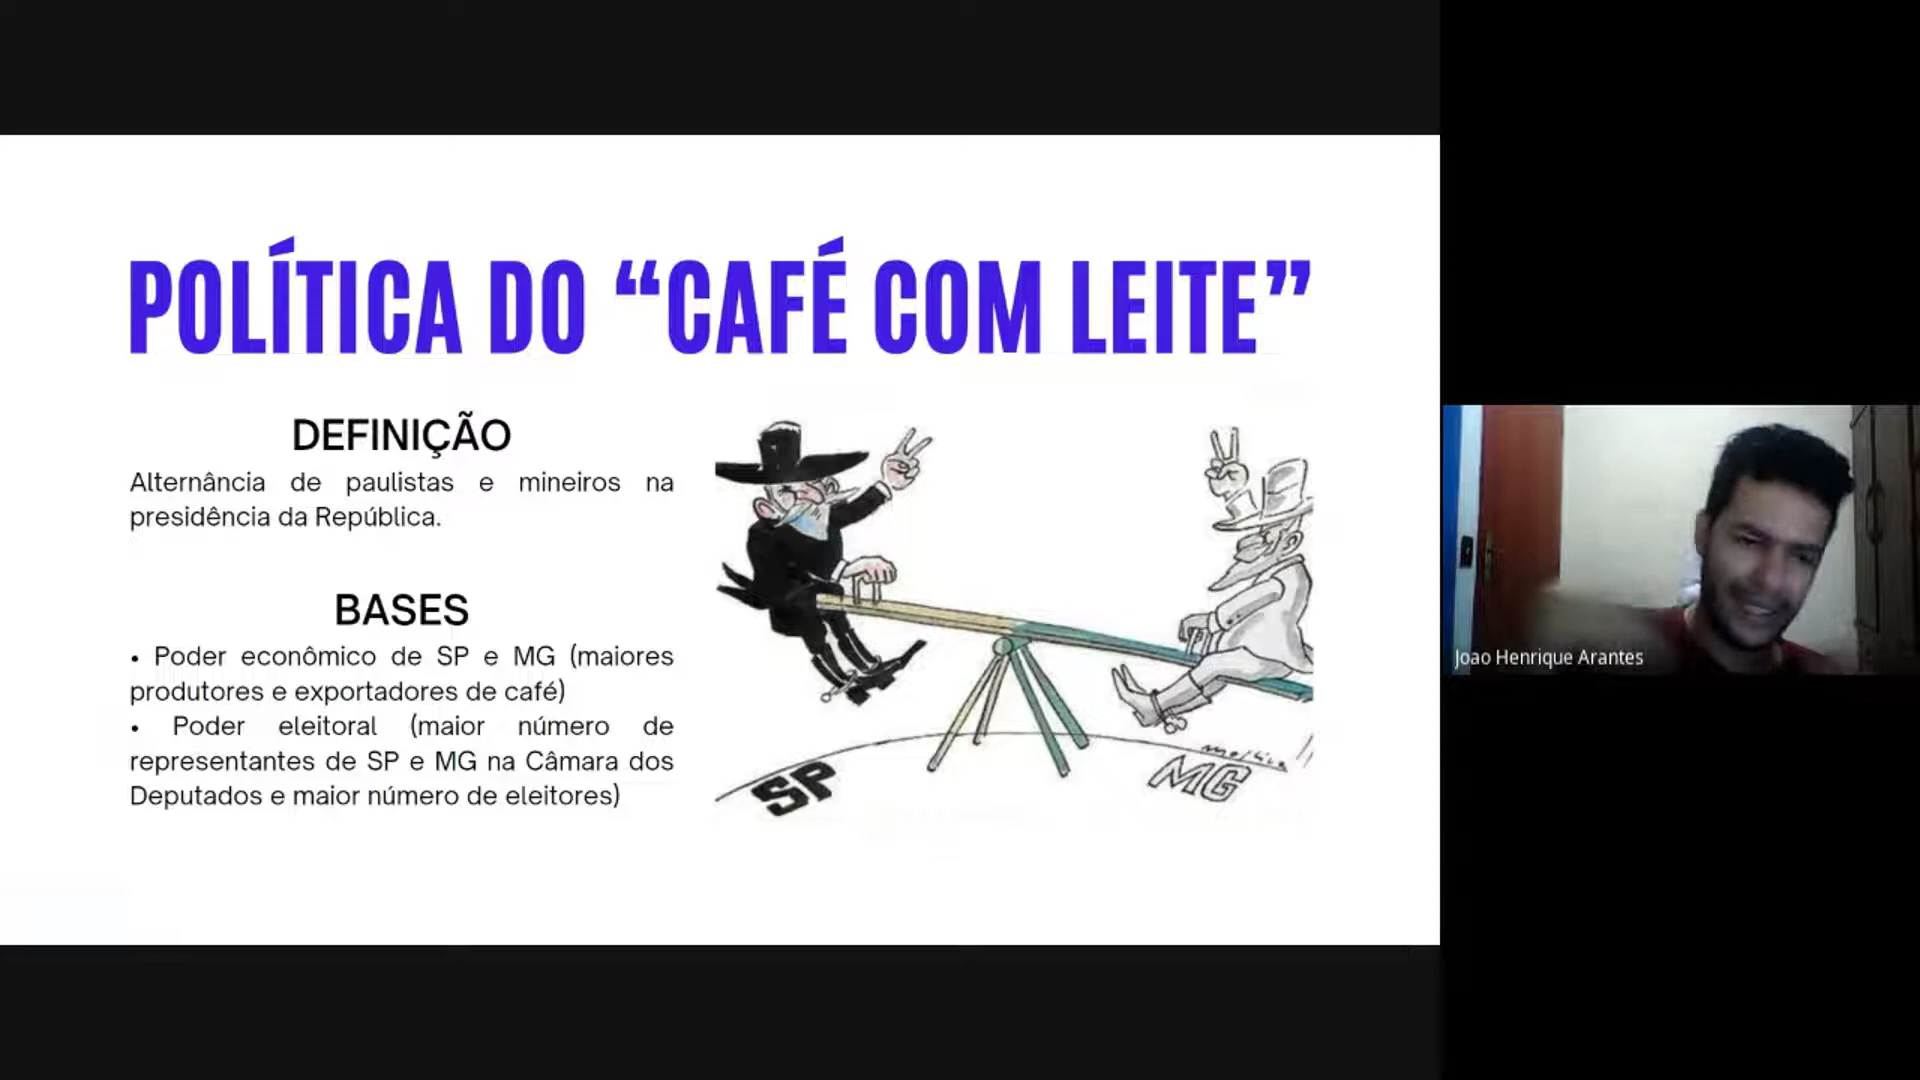 POLÍTICA DO “CAFÉ COM LEITE”
DEFINIÇÃO
Alternância de paulistas e mineiros na
presidência da República.
BASES
• Poder econômico de SP e MG (maiores
produtores e exportadores de café)
• Poder eleitoral (maior número de
representantes de SP e MG na Câmara dos
Deputados e maior número de eleitores)
SP
MG
Joao Henrique Arantes